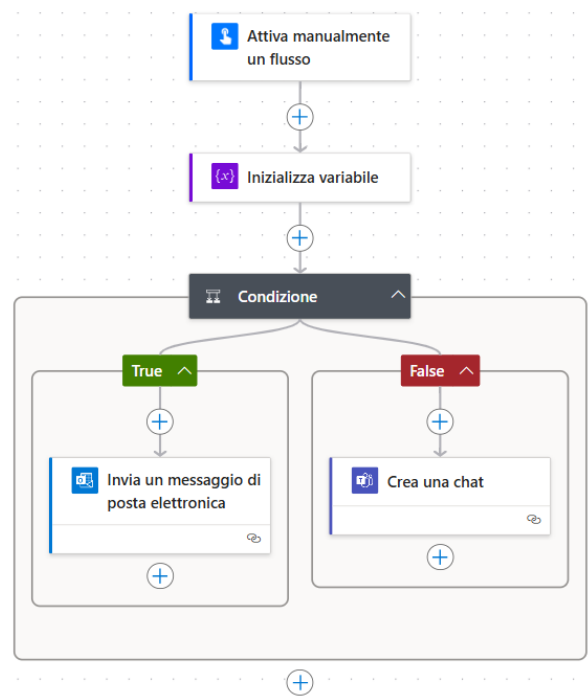 Attiva manualmente
un flusso
{x} Inizializza variabile
Condizione
True
False
Invia un messaggio di
posta elettronica
Crea una chat